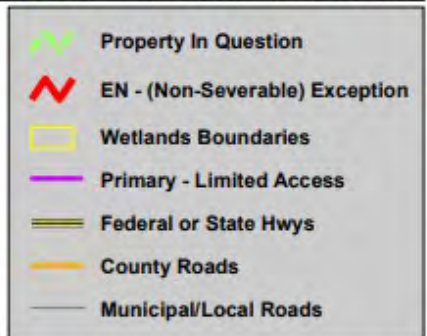 Property In Question
EN - (Non-Severable) Exception
Wetlands Boundaries
Primary - Limited Access
Federal or State Hwys
County Roads
Municipal/Local Roads